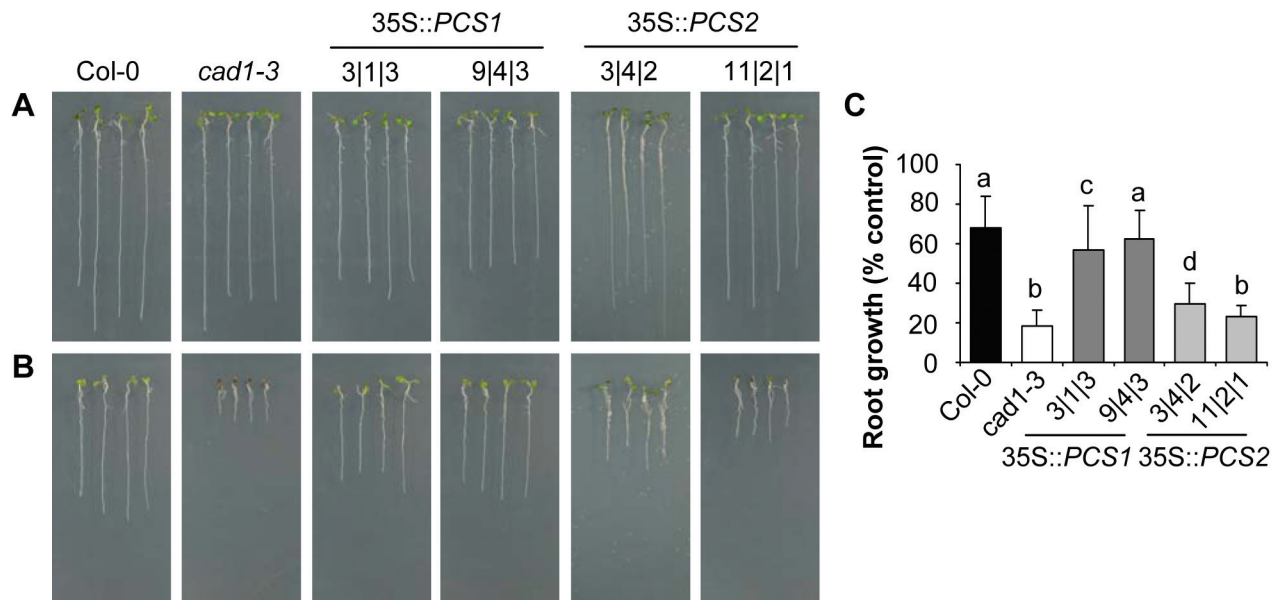 35S::PCS1
35S::PCS2
Col-0
cad1-3
3|1|3
9|4|3
3|4|2
11|2|1
A
B
C
Root growth (% control)
100
80
60
40
20
0
a
b
c
a
d
b
Col-0
cad1-3
3|1|3
9|4|3
3|4|2
11|2|1
35S::PCS1
35S::PCS2